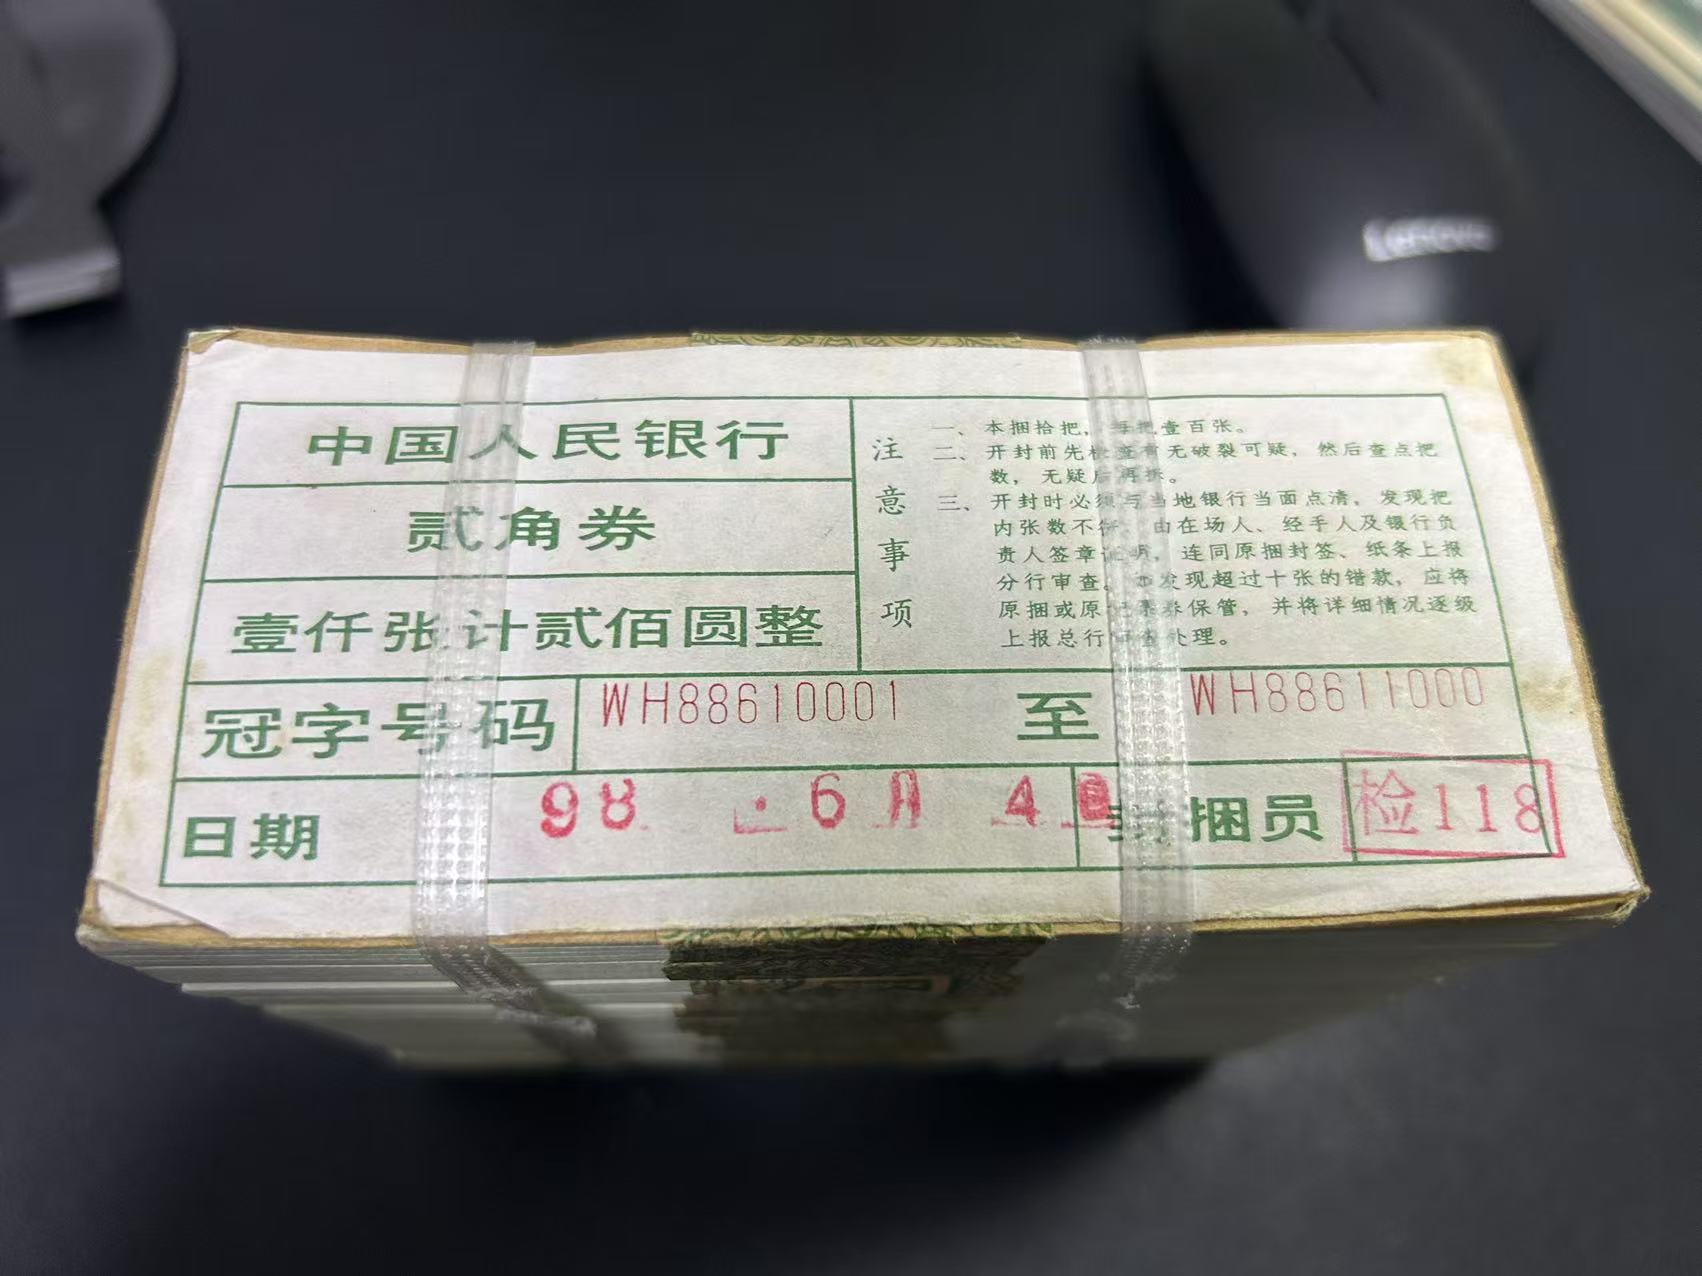 Lenovo
中国人民银行
贰角券
壹仟张计贰佰圆整
注意事项
一、本捆拾把，每把壹百张。
二、开封前先检查有无破裂可疑，然后查点把
数，无疑后再拆。
三、开封时必须与当地银行当面点清，发现把
内张数不符，由在场人、经手人及银行负
责人签章证明，连同原捆封签、纸条上报
分行审查。如发现超过十张的错款，应将
原捆或原把票券保管，并将详细情况逐级
上报总行审查处理。
冠字号码 WH88610001 至 WH88611000
日期 98.6月4日 封捆员 检118